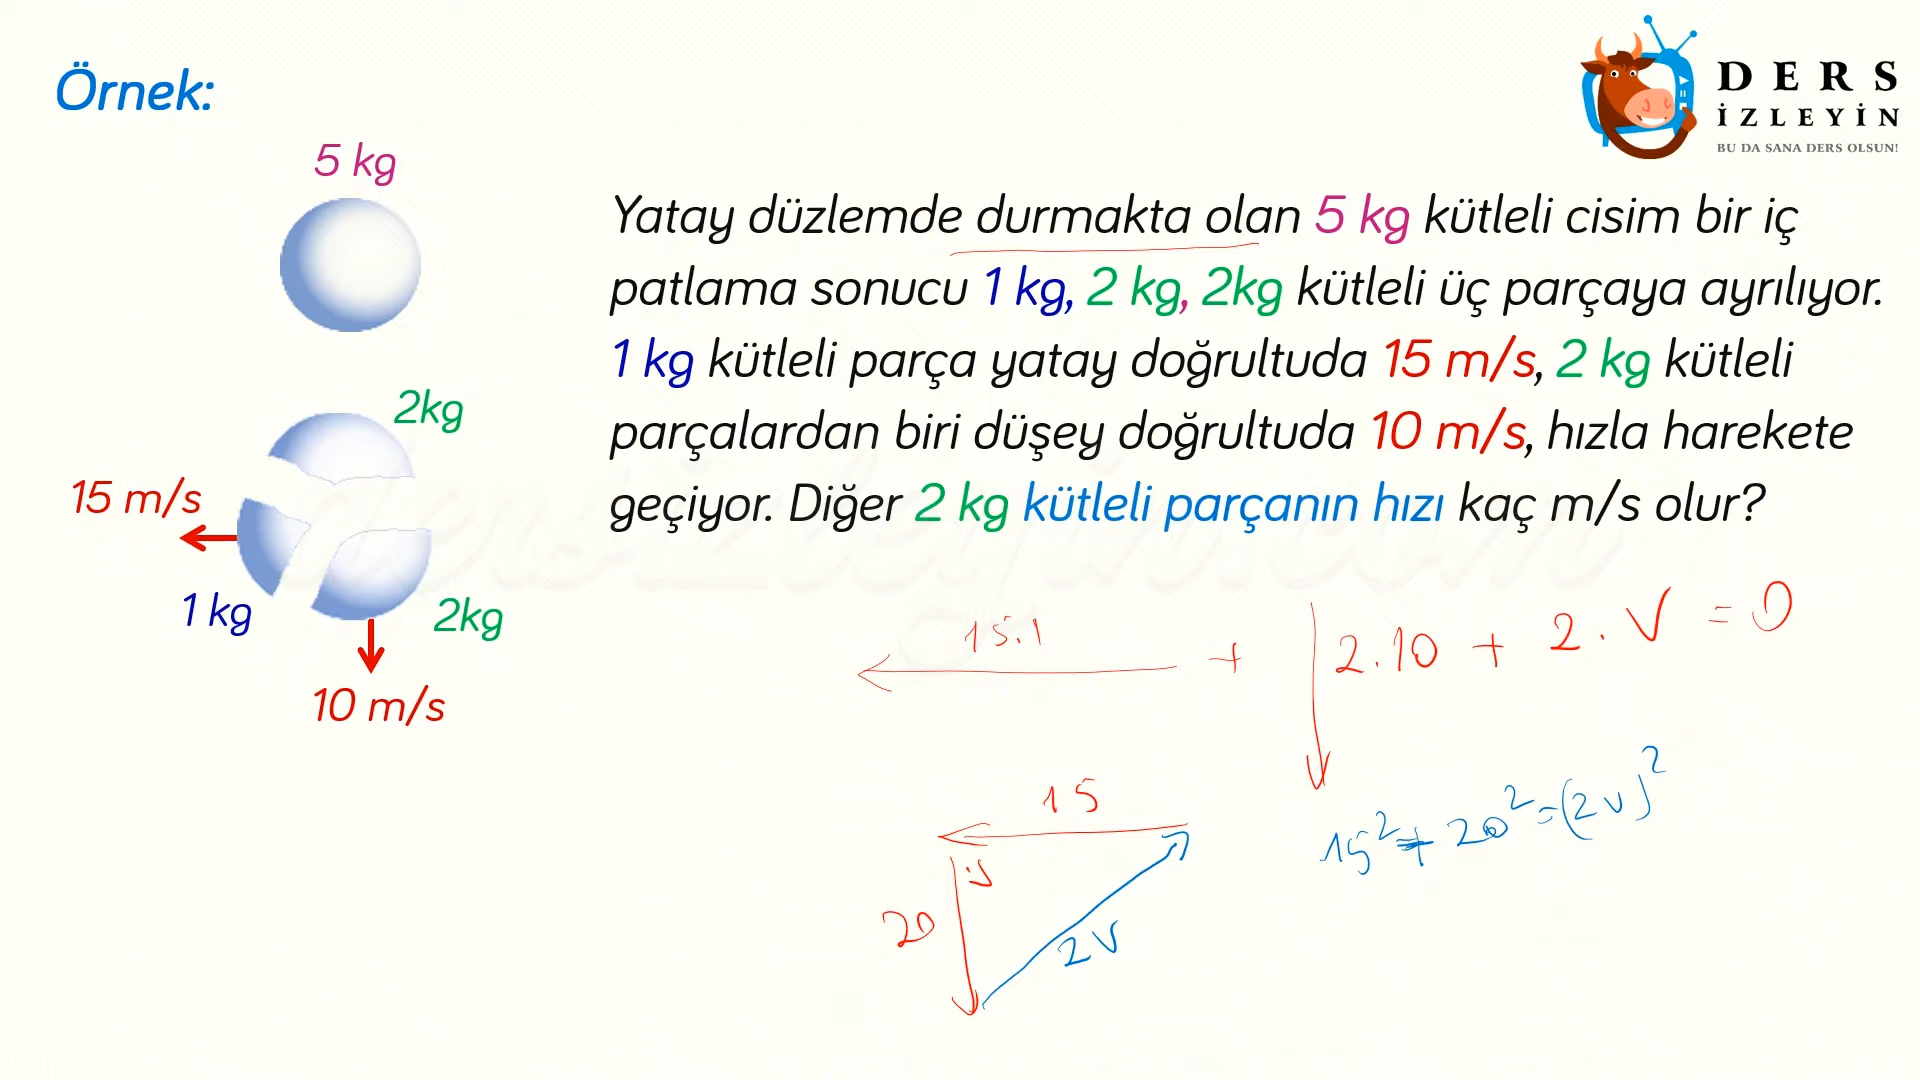 Örnek:
DERS
İZLEYİN
BU DA SANA DERS OLSUN!
5 kg
Yatay düzlemde durmakta olan 5 kg kütleli cisim bir iç
patlama sonucu 1 kg, 2 kg, 2kg kütleli üç parçaya ayrılıyor.
1 kg kütleli parça yatay doğrultuda 15 m/s, 2 kg kütleli
parçalardan biri düşey doğrultuda 10 m/s, hızla harekete
geçiyor. Diğer 2 kg kütleli parçanın hızı kaç m/s olur?
2kg
15 m/s
1 kg
2kg
10 m/s
dersizleyin.com
15.1 + 2.10 + 2.V = 0
15
20
2V
15² + 20² = (2V)²